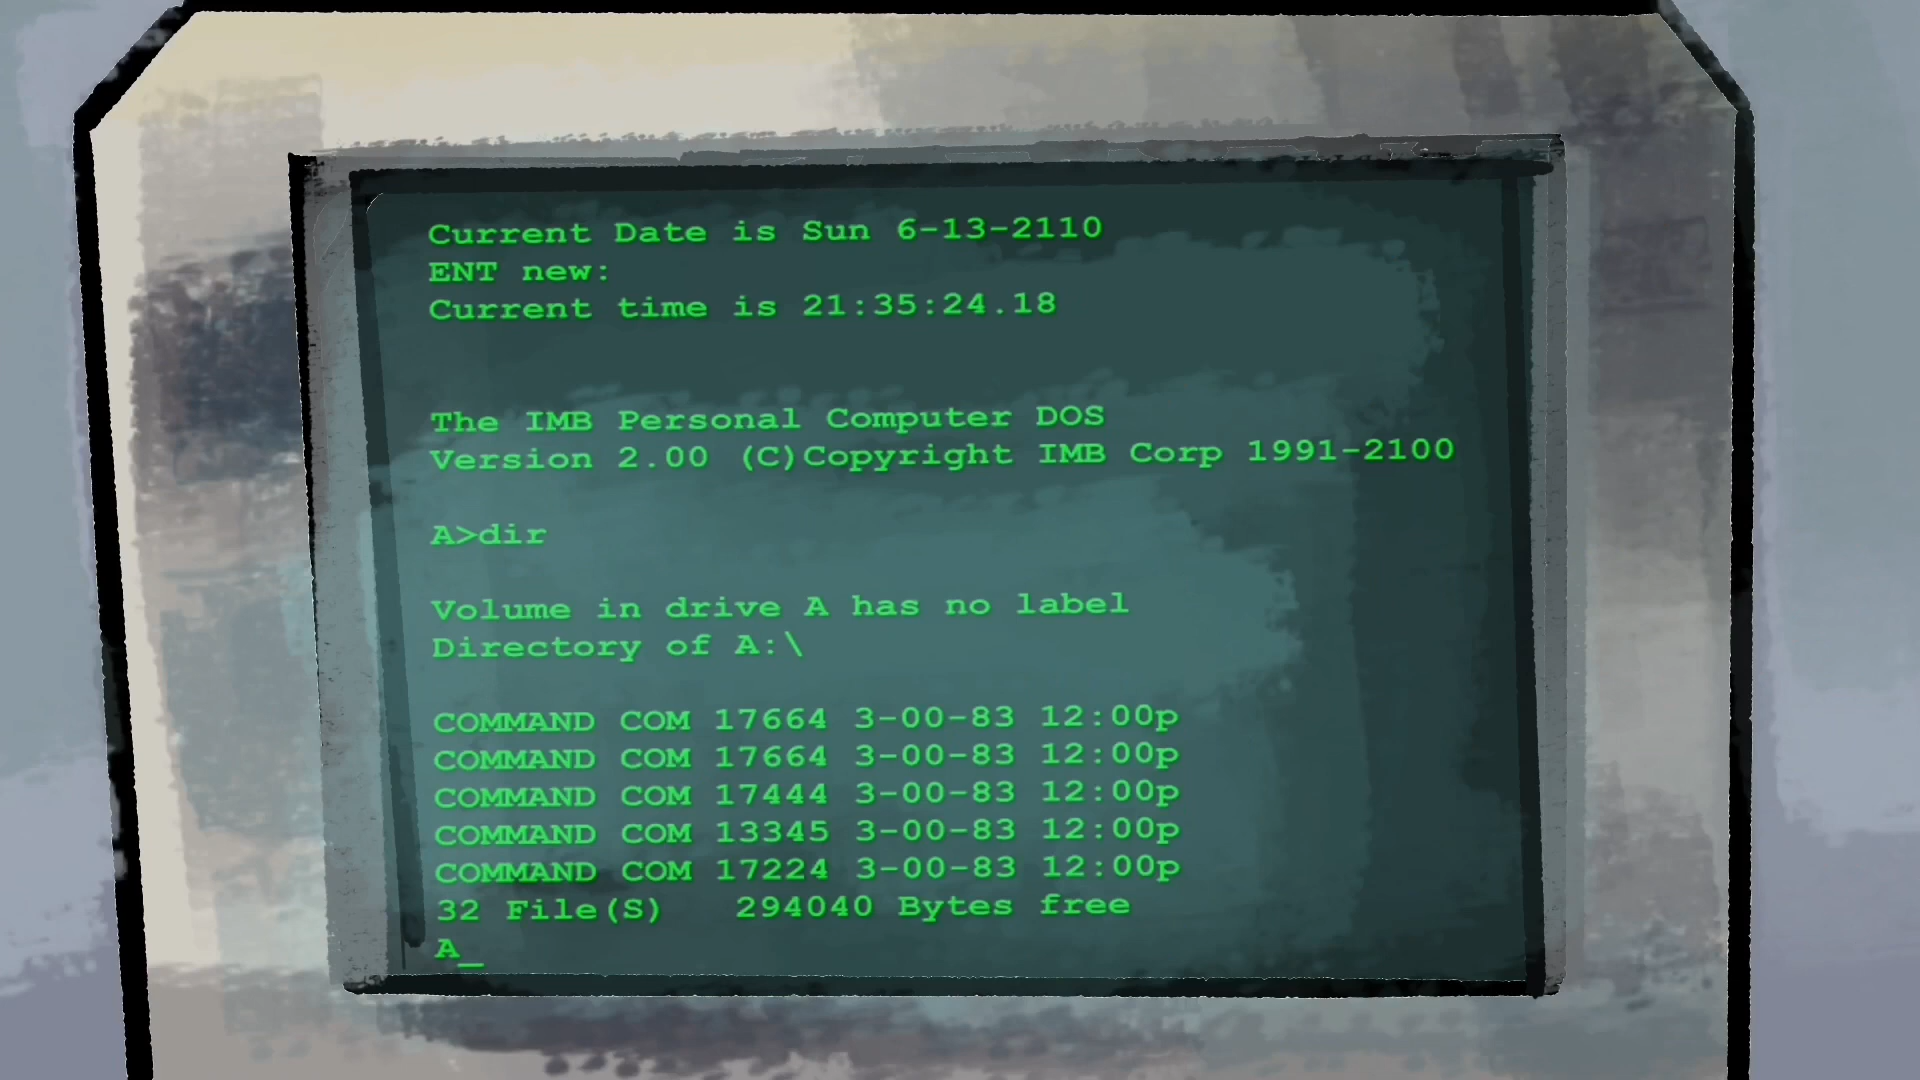 Current Date is Sun 6-13-2110
ENT new:
Current time is 21:35:24.18
The IMB Personal Computer DOS
Version 2.00 (C)Copyright IMB Corp 1991-2100
A>dir
Volume in drive A has no label
Directory of A:\
COMMAND COM 17664 3-00-83 12:00p
COMMAND COM 17664 3-00-83 12:00p
COMMAND COM 17444 3-00-83 12:00p
COMMAND COM 13345 3-00-83 12:00p
COMMAND COM 17224 3-00-83 12:00p
32 File(S) 294040 Bytes free
A_